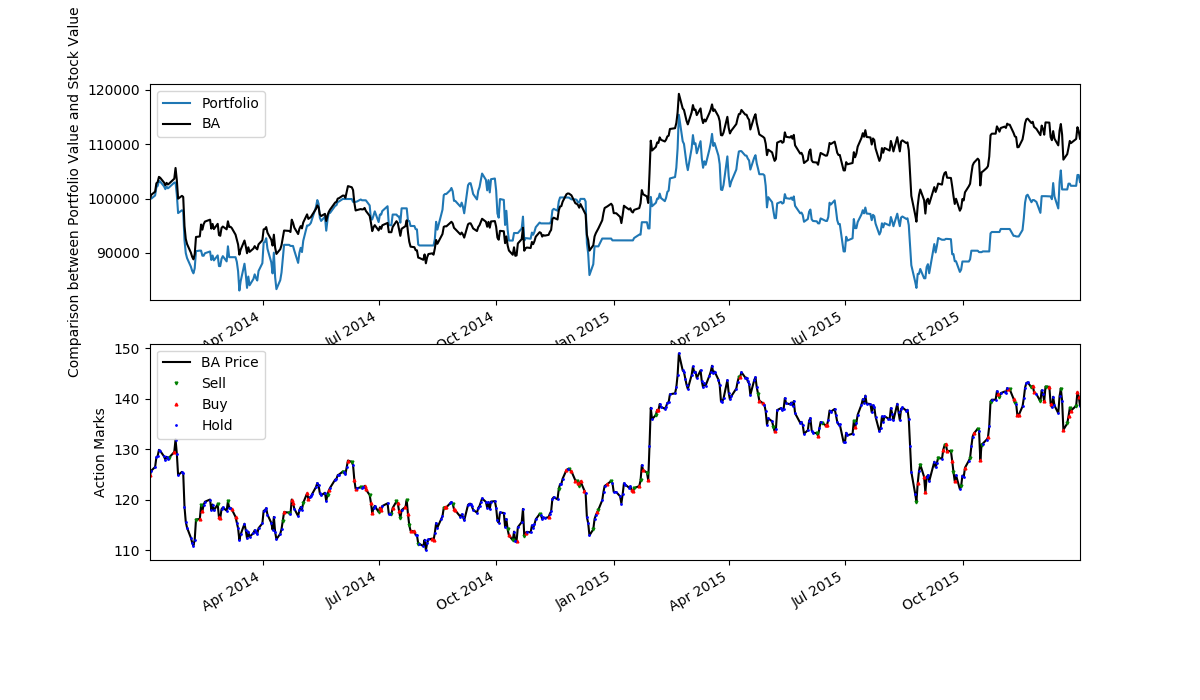 Comparison between Portfolio Value and Stock Value
120000
110000
100000
90000
Portfolio
BA
Apr 2014
Jul 2014
Oct 2014
Jan 2015
Apr 2015
Jul 2015
Oct 2015
Action Marks
150
140
130
120
110
BA Price
Sell
Buy
Hold
Apr 2014
Jul 2014
Oct 2014
Jan 2015
Apr 2015
Jul 2015
Oct 2015